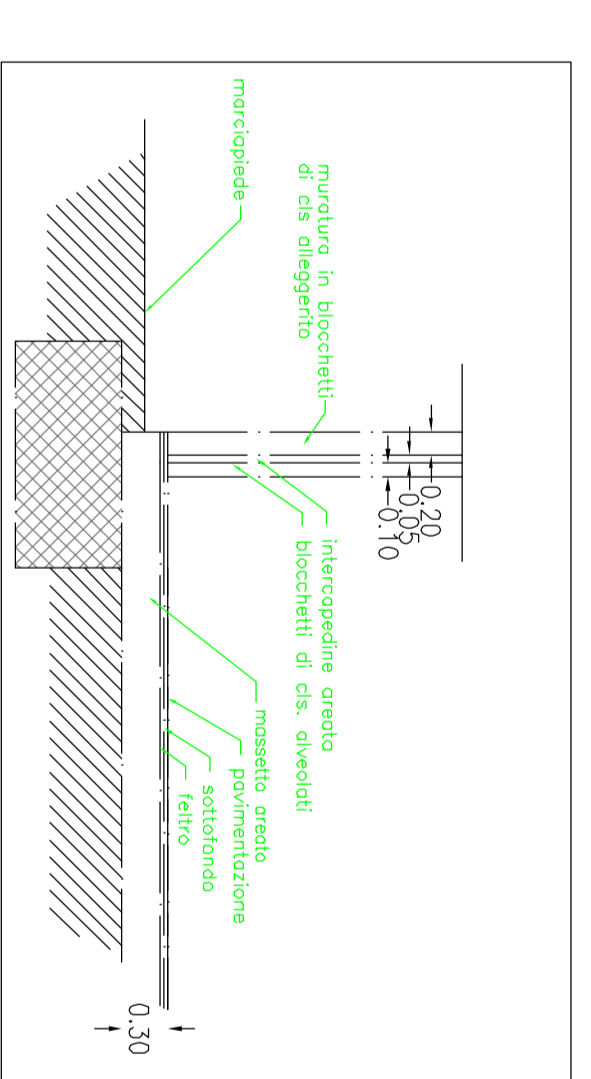 muratura in blocchetti
di cls alleggerito
marciapiede
0.20
0.05
0.10
intercapedine areata
blocchetti di cls. alveolati
massetto areato
pavimentazione
sottofondo
feltro
0.30